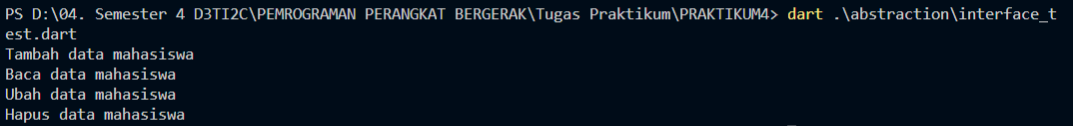 PS D:\04. Semester 4 D3TI2C\PEMROGRAMAN PERANGKAT BERGERAK\Tugas Praktikum\PRAKTIKUM4> dart .\abstraction\interface_t
est.dart
Tambah data mahasiswa
Baca data mahasiswa
Ubah data mahasiswa
Hapus data mahasiswa